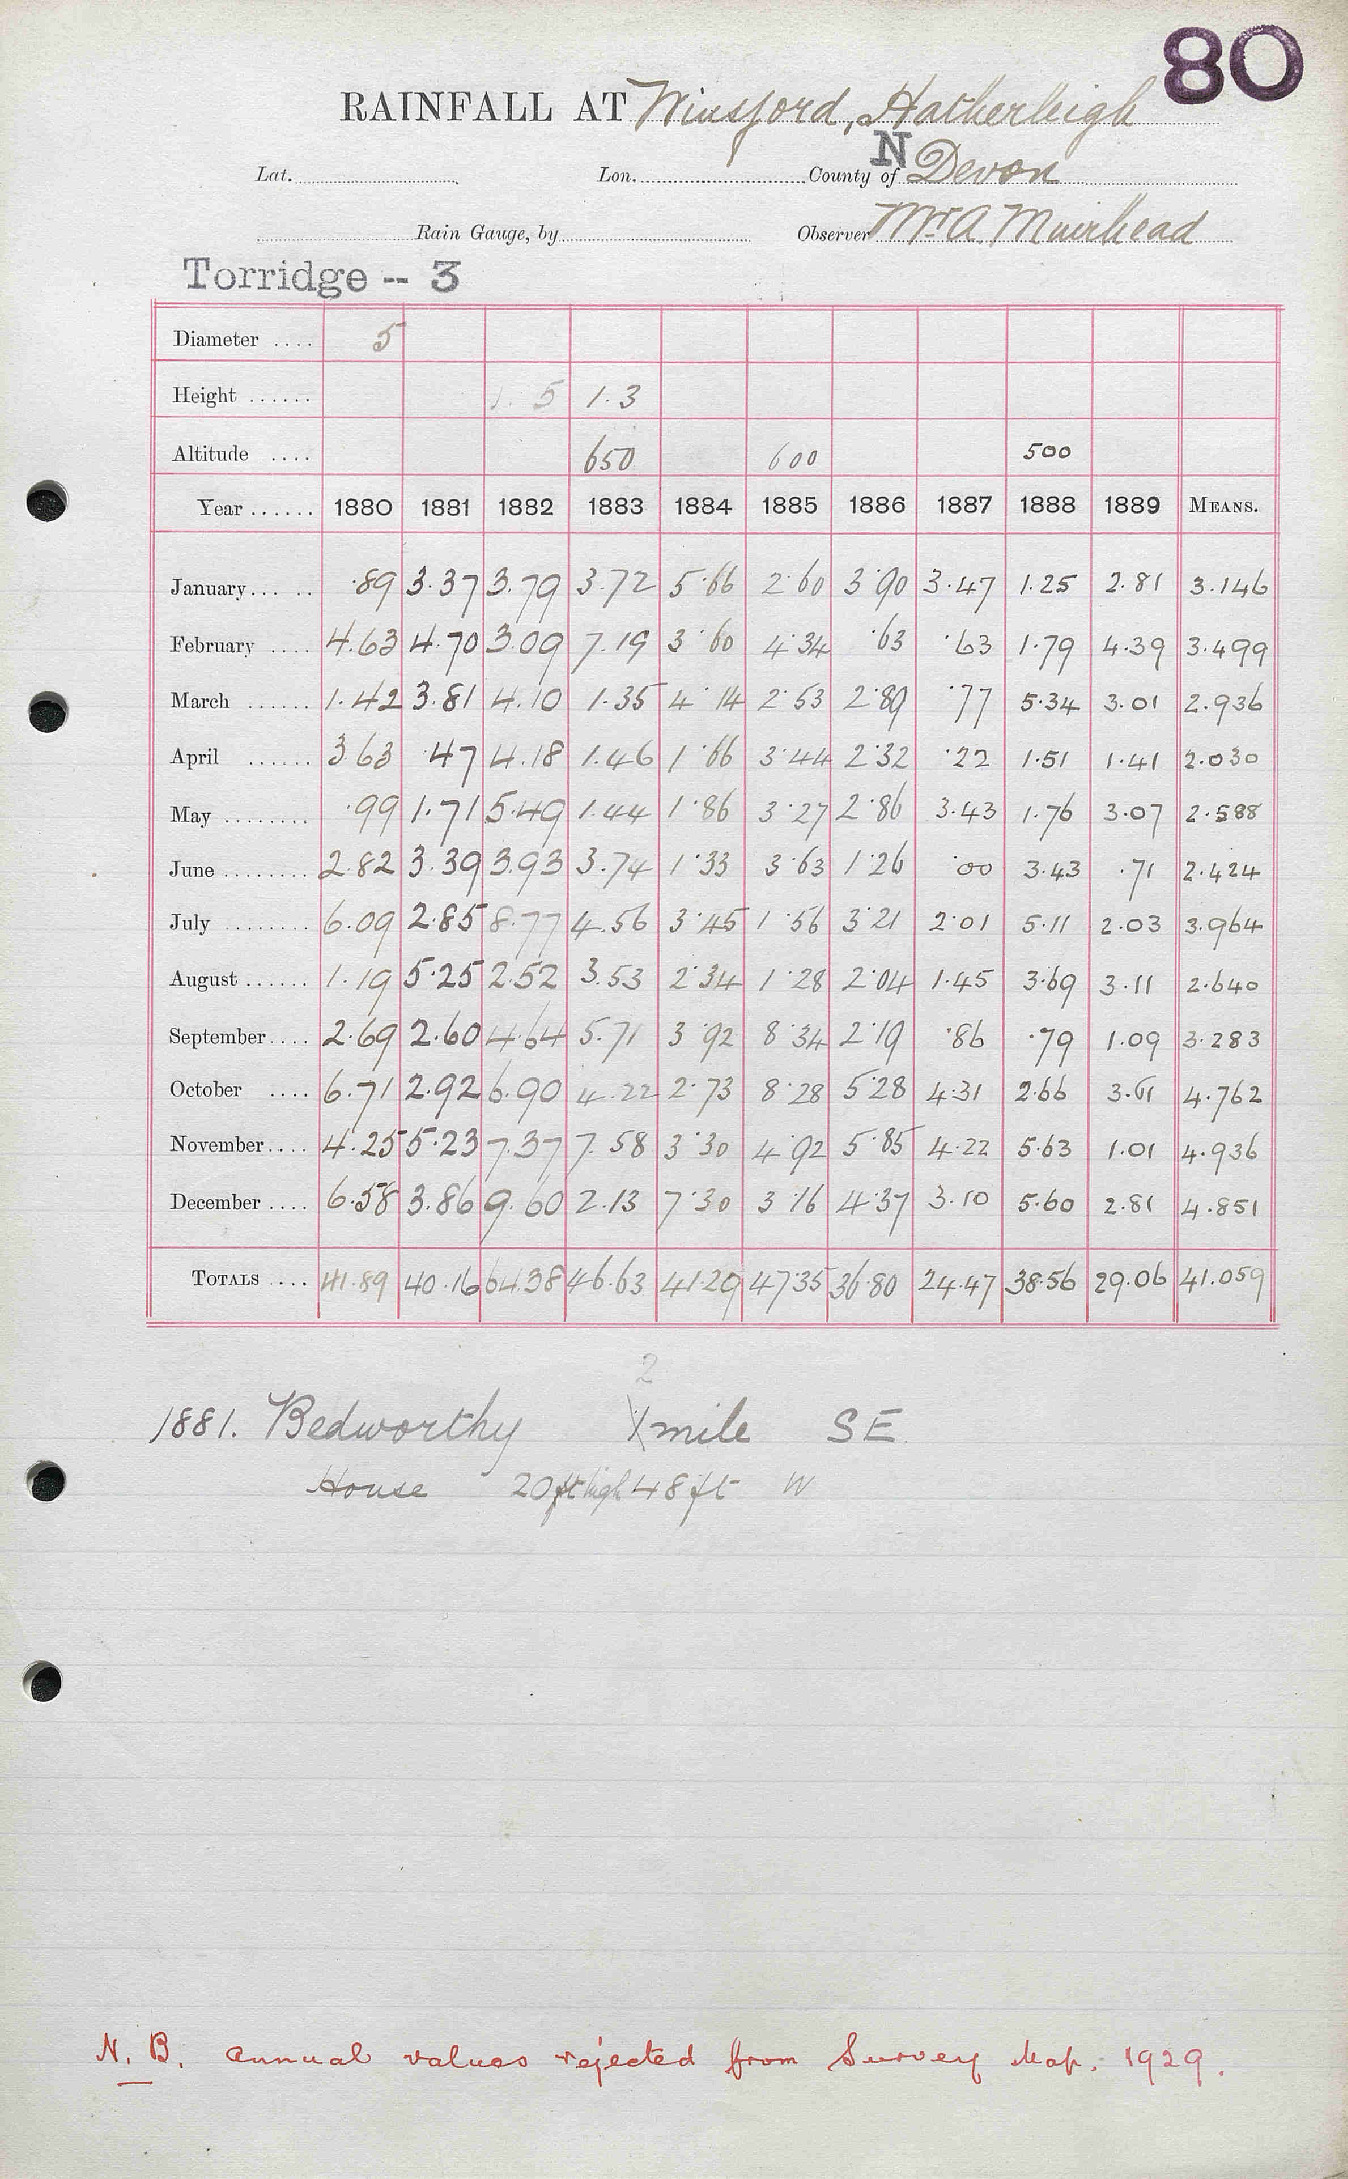 80
RAINFALL AT Winsford, Hatherleigh
Lat. Lon. County of N Devon
Rain Gauge, by Observer Mr A. Muirhead
Torridge -- 3
Diameter .... 5
Height ...... 1. 5 1.3
Altitude .... 650 600 500
Year ...... 1880 1881 1882 1883 1884 1885 1886 1887 1888 1889 MEANS.
January... .. .89 3.37 3.79 3.72 5.66 2.60 3.90 3.47 1.25 2.81 3.146
February .... 4.63 4.70 3.09 7.19 3.60 4.34 .63 .63 1.79 4.39 3.499
March ...... 1.42 3.81 4.10 1.35 4.14 2.53 2.89 .77 5.34 3.01 2.936
April ...... 3 63 .47 4.18 1.46 1.66 3.44 2.32 .22 1.51 1.41 2.030
May ........ .99 1.71 5.49 1.44 1.86 3.27 2.86 3.43 1.76 3.07 2.588
June ........ 2.82 3.39 3.93 3.74 1.33 3.63 1.26 .00 3.43 .71 2.424
July ........ 6.09 2.85 8.77 4.56 3.45 1.56 3.21 2.01 5.11 2.03 3.964
August ...... 1.19 5.25 2.52 3.53 2.34 1.28 2.04 1.45 3.69 3.11 2.640
September.... 2.69 2.60 4.64 5.71 3.92 8.34 2.19 .86 .79 1.09 3.283
October .... 6.71 2.92 6.90 4.22 2.73 8.28 5.28 4.31 2.66 3.61 4.762
November.... 4.25 5.23 7.37 7.58 3.30 4.92 5.85 4.22 5.63 1.01 4.936
December .... 6.58 3.86 9.60 2.13 7.30 3.16 4.37 3.10 5.60 2.81 4.851
TOTALS .... 41.89 40.16 64.38 46.63 41.29 47.35 36.80 24.47 38.56 29.06 41.059
2
1881. Bedworthy mile SE
House 20ft high 48ft W
N. B. Annual values rejected from Survey Map, 1929.